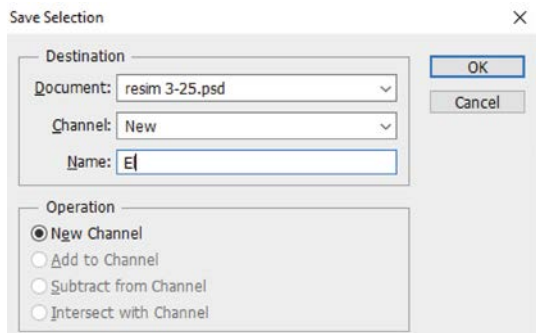 Save Selection
Destination
Document: resim 3-25.psd
Channel: New
Name: El
OK
Cancel
Operation
New Channel
Add to Channel
Subtract from Channel
Intersect with Channel